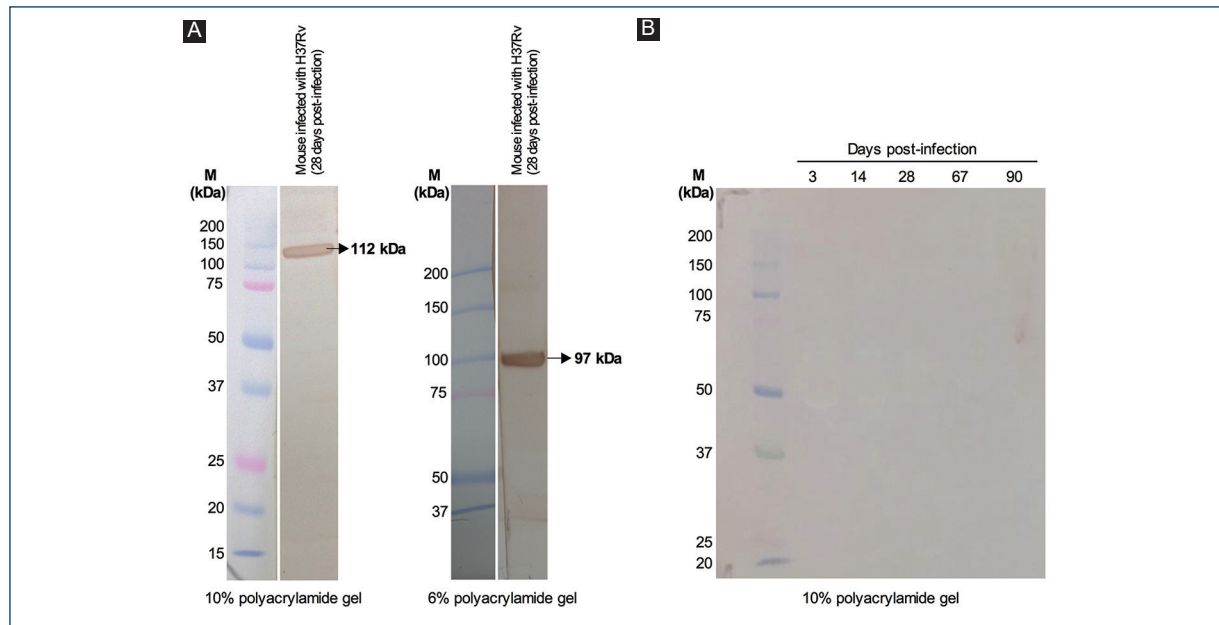 A
Mouse infected with H37Rv
(28 days post-infection)
M
(kDa)
200
150
100
75
50
37
25
20
15
112 kDa
10% polyacrylamide gel
Mouse infected with H37Rv
(28 days post-infection)
M
(kDa)
200
150
100
75
50
37
97 kDa
6% polyacrylamide gel
B
Days post-infection
3 14 28 67 90
M
(kDa)
200
150
100
75
50
37
25
20
10% polyacrylamide gel